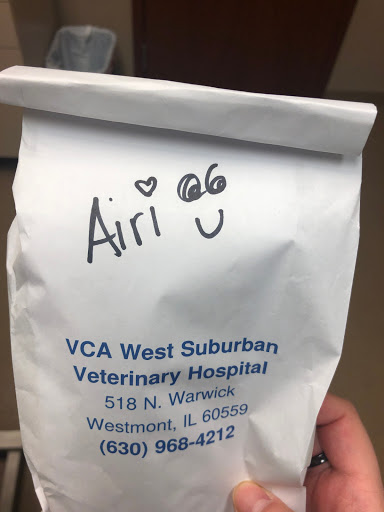 Airi
VCA West Suburban
Veterinary Hospital
518 N. Warwick
Westmont, IL 60559
(630) 968-4212